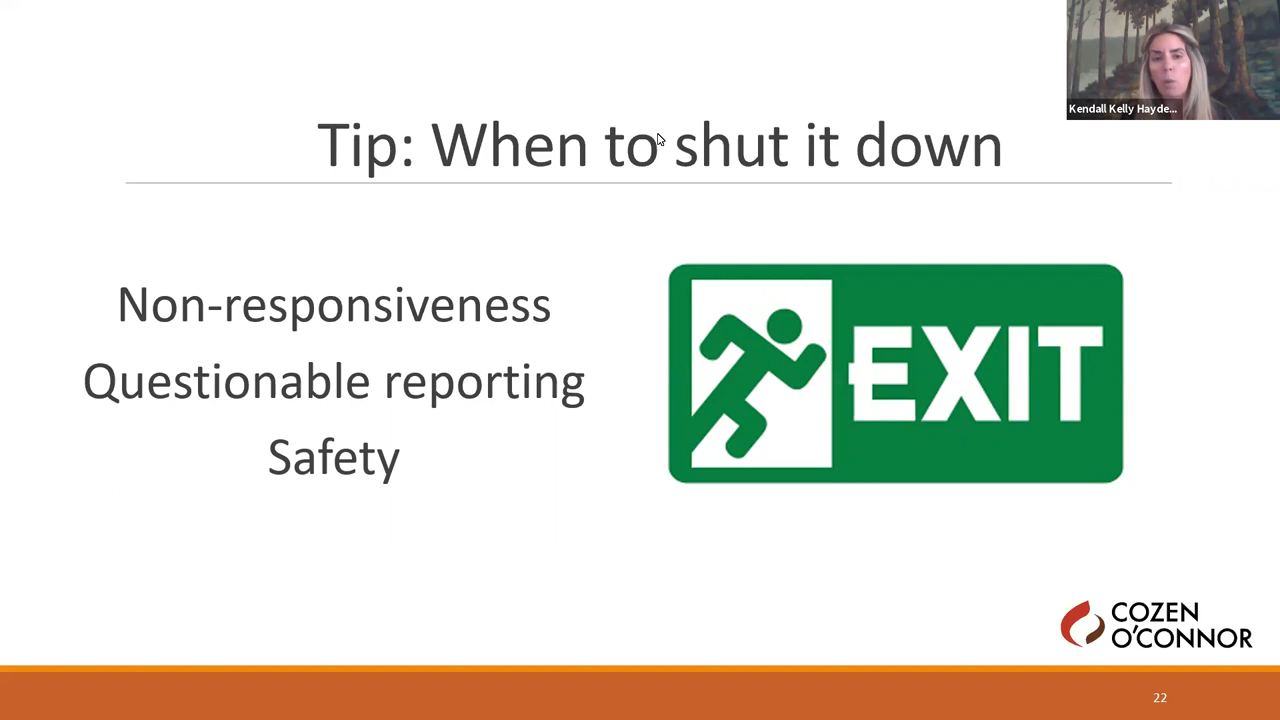 Kendall Kelly Hayde...
Tip: When to shut it down
Non-responsiveness
Questionable reporting
Safety
EXIT
COZEN
O'CONNOR
22